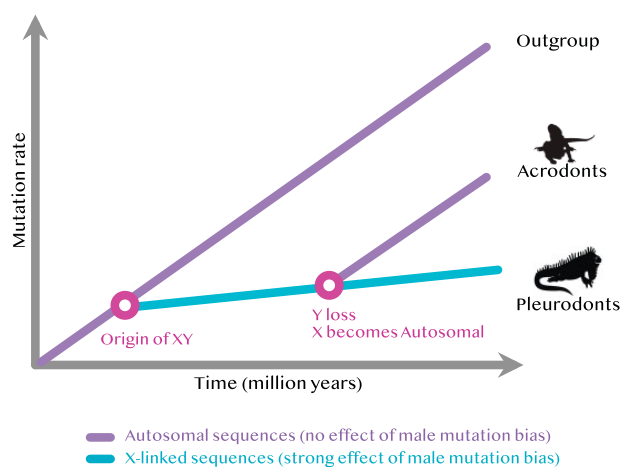 Outgroup
Acrodonts
Mutation rate
Pleurodonts
Origin of XY
Y loss
X becomes Autosomal
Time (million years)
Autosomal sequences (no effect of male mutation bias)
X-linked sequences (strong effect of male mutation bias)